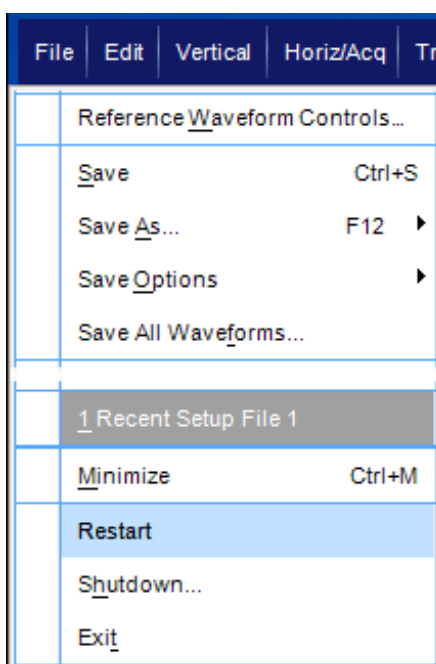 File Edit Vertical Horiz/Acq Tr
Reference Waveform Controls...
Save Ctrl+S
Save As... F12
Save Options
Save All Waveforms...
1 Recent Setup File 1
Minimize Ctrl+M
Restart
Shutdown...
Exit